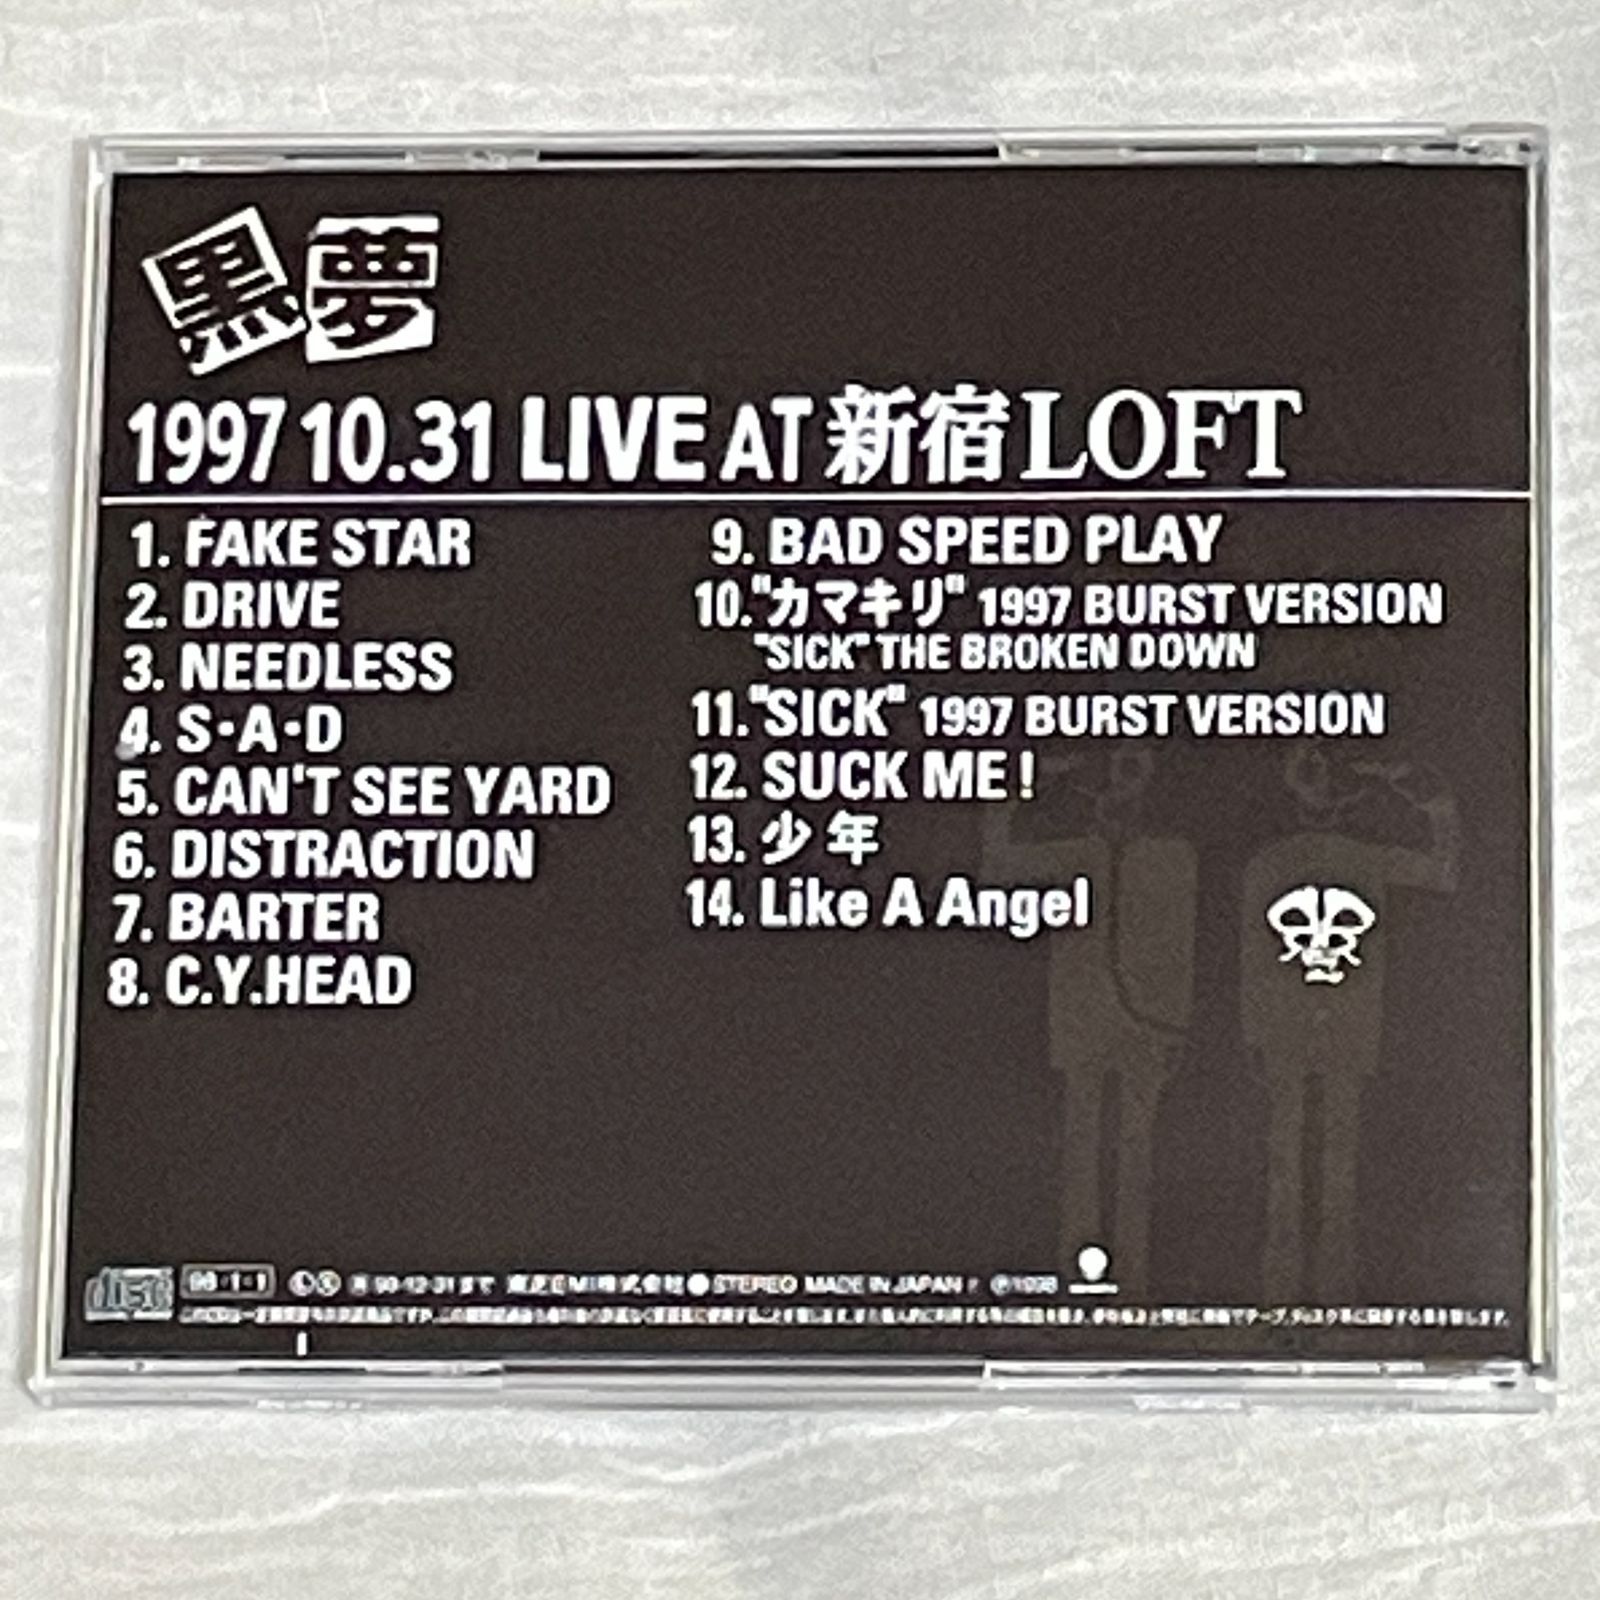 黒夢
1997 10.31 LIVE AT 新宿LOFT
1. FAKE STAR
2. DRIVE
3. NEEDLESS
4. S・A・D
5. CAN'T SEE YARD
6. DISTRACTION
7. BARTER
8. C.Y.HEAD
9. BAD SPEED PLAY
10."カマキリ" 1997 BURST VERSION
"SICK" THE BROKEN DOWN
11."SICK" 1997 BURST VERSION
12. SUCK ME!
13. 少年
14. Like A Angel
STEREO MADE IN JAPAN